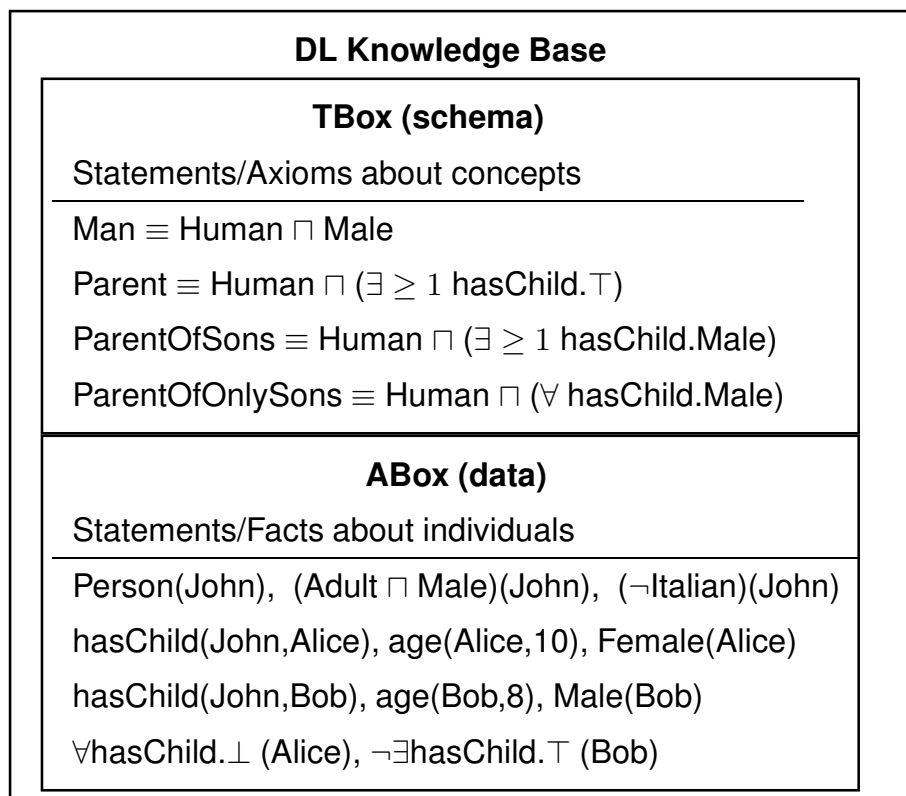 DL Knowledge Base
TBox (schema)
Statements/Axioms about concepts
Man ≡ Human ⊓ Male
Parent ≡ Human ⊓ (∃ ≥ 1 hasChild.⊤)
ParentOfSons ≡ Human ⊓ (∃ ≥ 1 hasChild.Male)
ParentOfOnlySons ≡ Human ⊓ (∀ hasChild.Male)
ABox (data)
Statements/Facts about individuals
Person(John), (Adult ⊓ Male)(John), (¬Italian)(John)
hasChild(John,Alice), age(Alice,10), Female(Alice)
hasChild(John,Bob), age(Bob,8), Male(Bob)
∀hasChild.⊥ (Alice), ¬∃hasChild.⊤ (Bob)